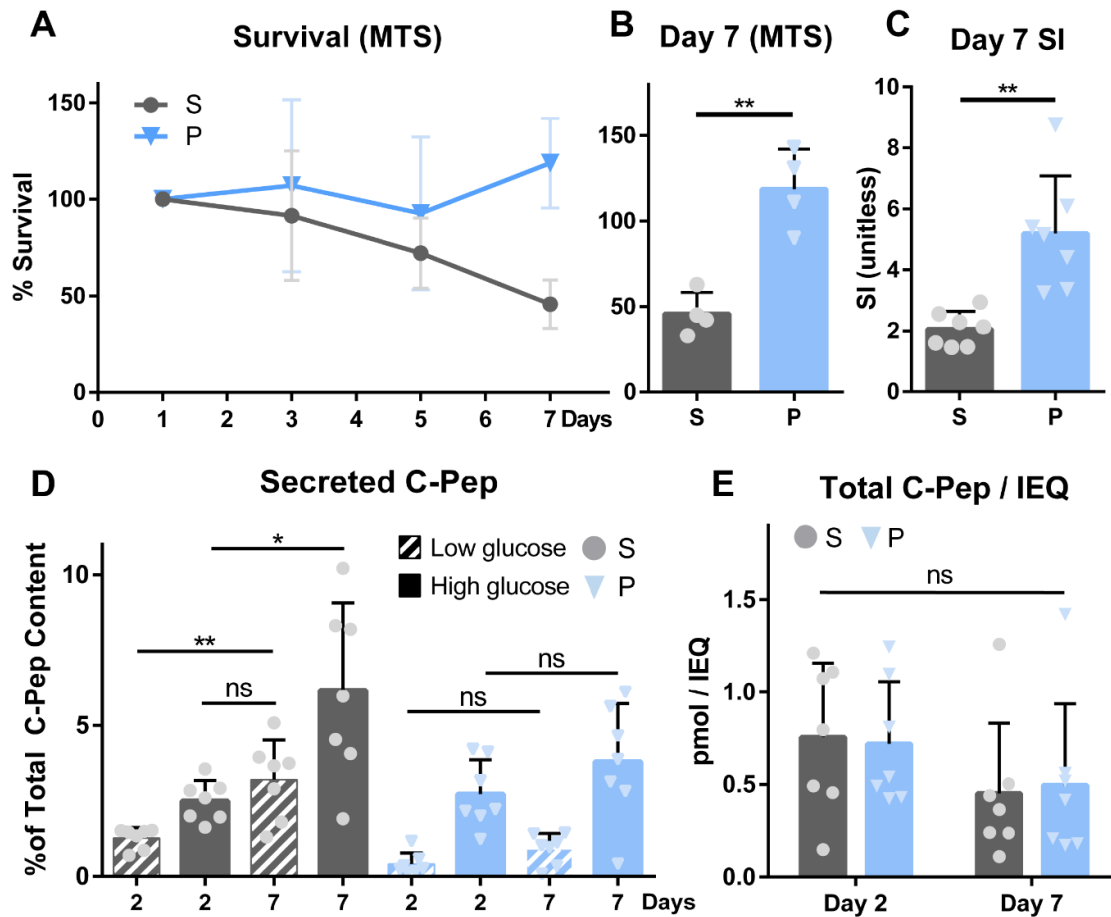 A
Survival (MTS)
S
P
% Survival
150
100
50
0
0 1 2 3 4 5 6 7 Days
B
Day 7 (MTS)
**
150
100
50
0
S P
C
Day 7 SI
**
SI (unitless)
10
8
6
4
2
0
S P
D
Secreted C-Pep
Low glucose S
High glucose P
%of Total C-Pep Content
10
5
0
*
**
ns
ns
ns
2 2 7 7 2 2 7 7 Days
E
Total C-Pep / IEQ
S P
ns
pmol / IEQ
1.5
1.0
0.5
0.0
Day 2 Day 7